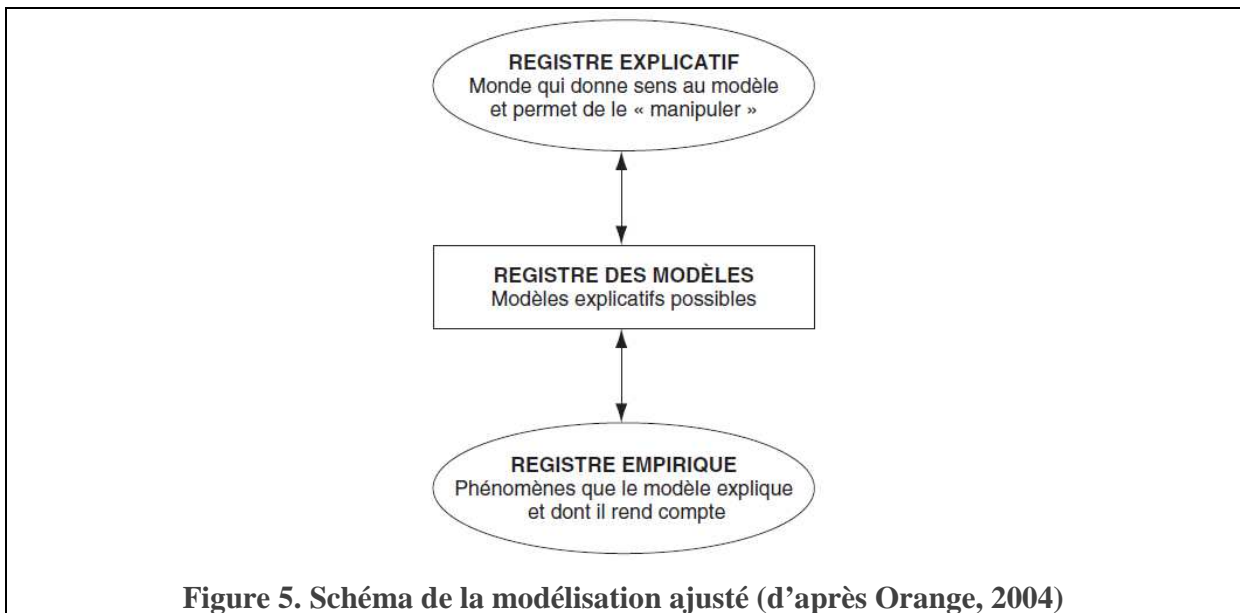 REGISTRE EXPLICATIF
Monde qui donne sens au modèle
et permet de le « manipuler »
REGISTRE DES MODÈLES
Modèles explicatifs possibles
REGISTRE EMPIRIQUE
Phénomènes que le modèle explique
et dont il rend compte
Figure 5. Schéma de la modélisation ajusté (d’après Orange, 2004)